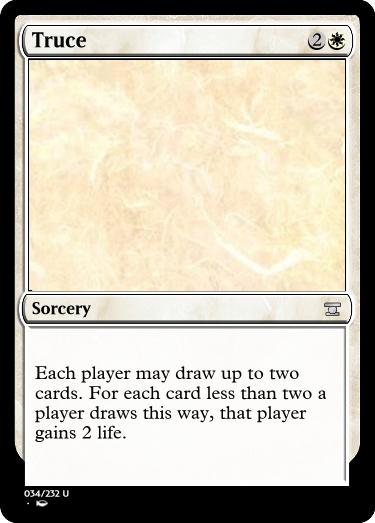 Truce 2
Sorcery
Each player may draw up to two
cards. For each card less than two a
player draws this way, that player
gains 2 life.
034/232 U